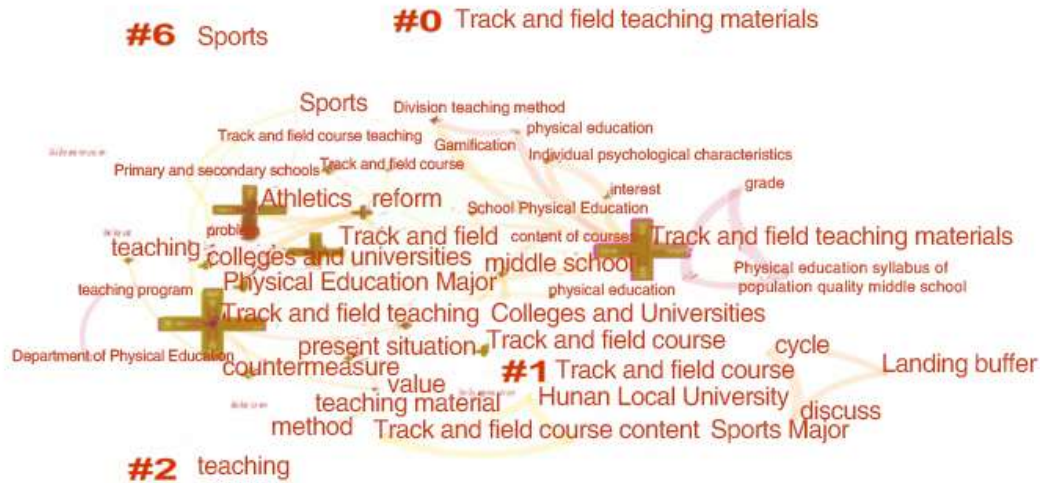 #6 Sports
#0 Track and field teaching materials
Sports
Division teaching method
Track and field course teaching
physical education
Gamification
Individual psychological characteristics
Primary and secondary schools
Track and field course
interest
grade
Athletics
reform
School Physical Education
problem
Track and field
content of courses
Track and field teaching materials
teaching
colleges and universities
middle school
Physical education syllabus of
population quality middle school
teaching program
Physical Education Major
physical education
Track and field teaching
Colleges and Universities
Department of Physical Education
present situation
Track and field course
cycle
countermeasure
#1 Track and field course
Landing buffer
value
Hunan Local University
teaching material
discuss
method
Track and field course content
Sports Major
#2 teaching